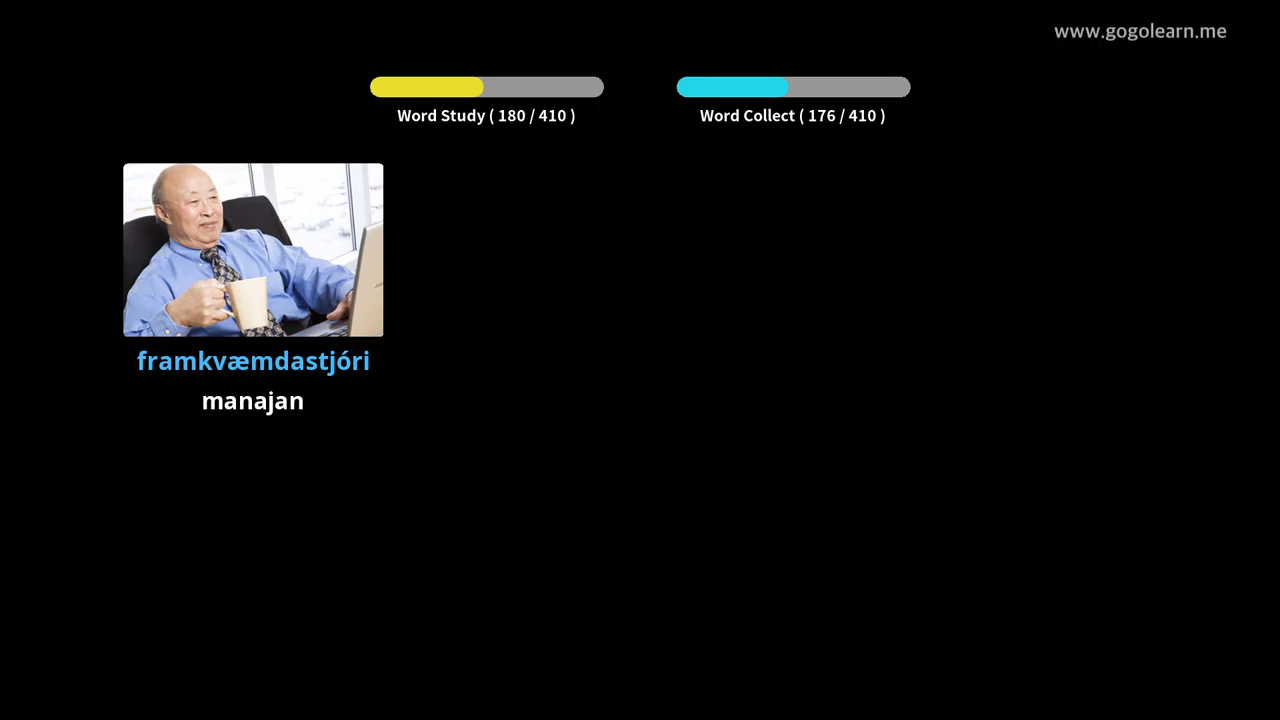 www.gogolearn.me
Word Study ( 180 / 410 )
Word Collect ( 176 / 410 )
framkvæmdastjóri
manajan